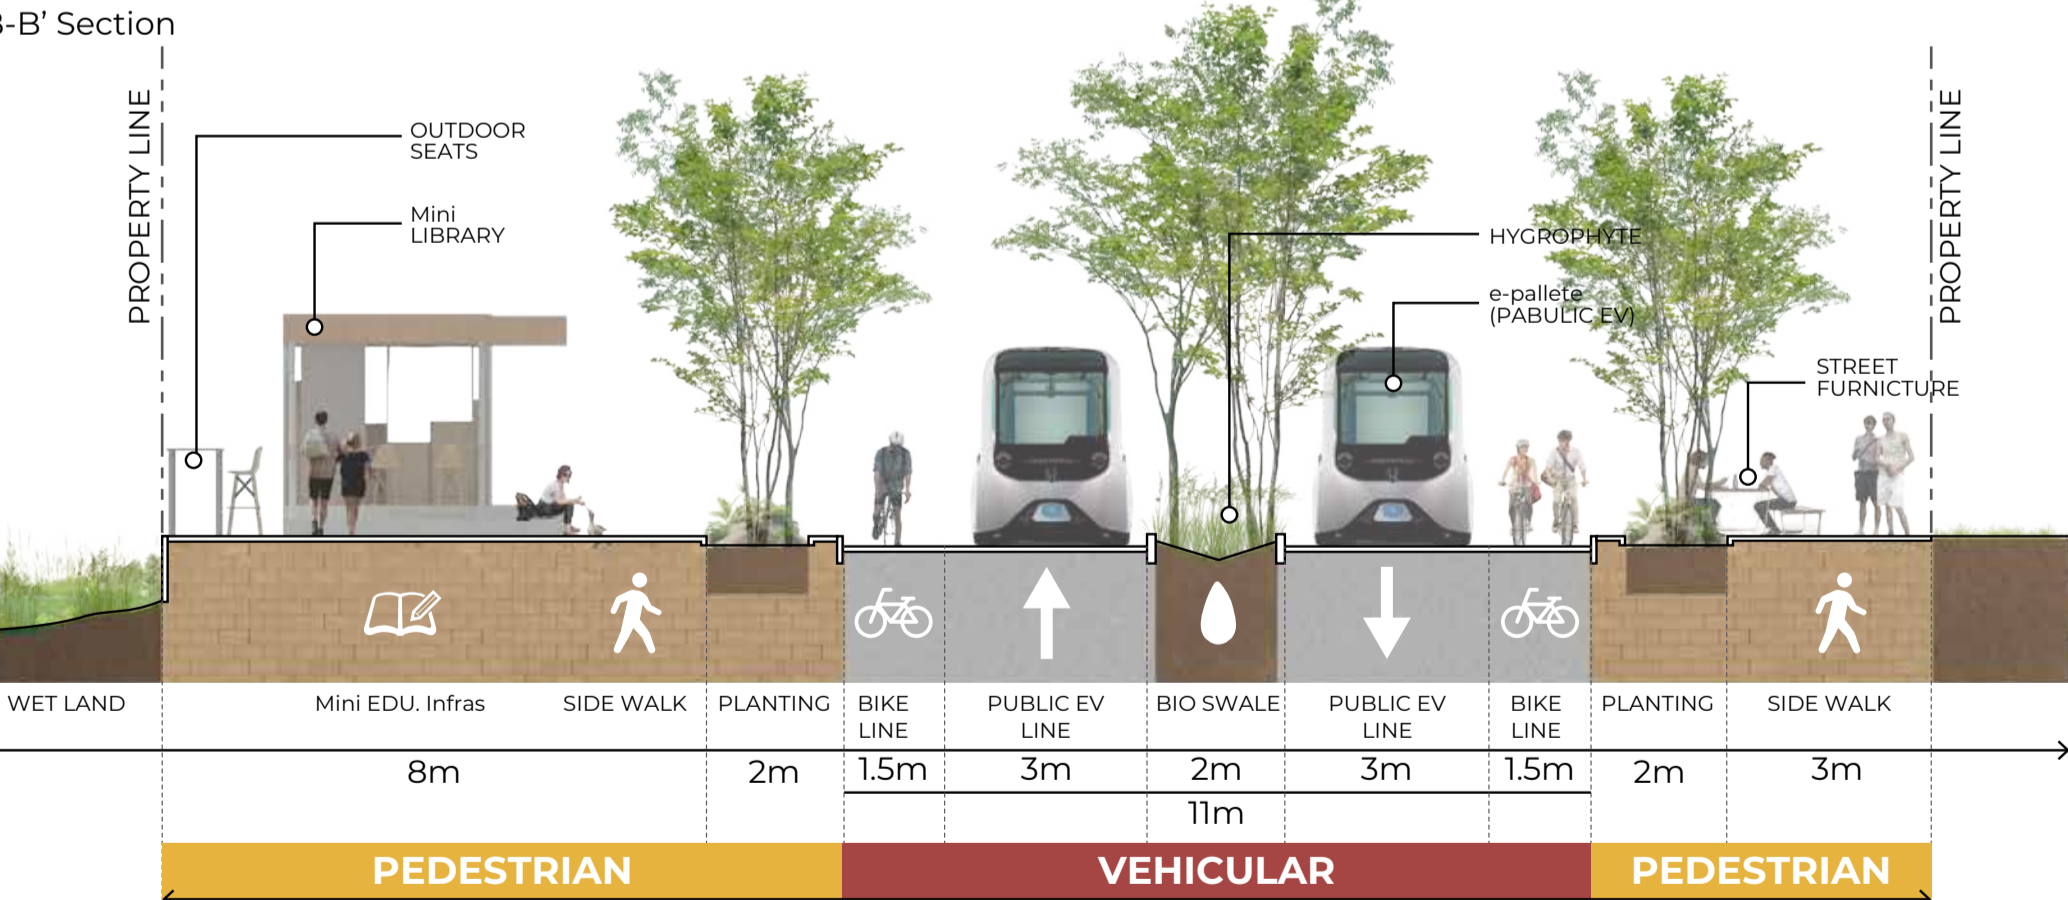 B-B’ Section
PROPERTY LINE
OUTDOOR
SEATS
Mini
LIBRARY
HYGROPHYTE
e-pallete
(PABULIC EV)
STREET
FURNICTURE
PROPERTY LINE
WET LAND
Mini EDU. Infras
SIDE WALK
PLANTING
BIKE
LINE
PUBLIC EV
LINE
BIO SWALE
PUBLIC EV
LINE
BIKE
LINE
PLANTING
SIDE WALK
8m
2m
1.5m
3m
2m
3m
1.5m
2m
3m
11m
PEDESTRIAN
VEHICULAR
PEDESTRIAN